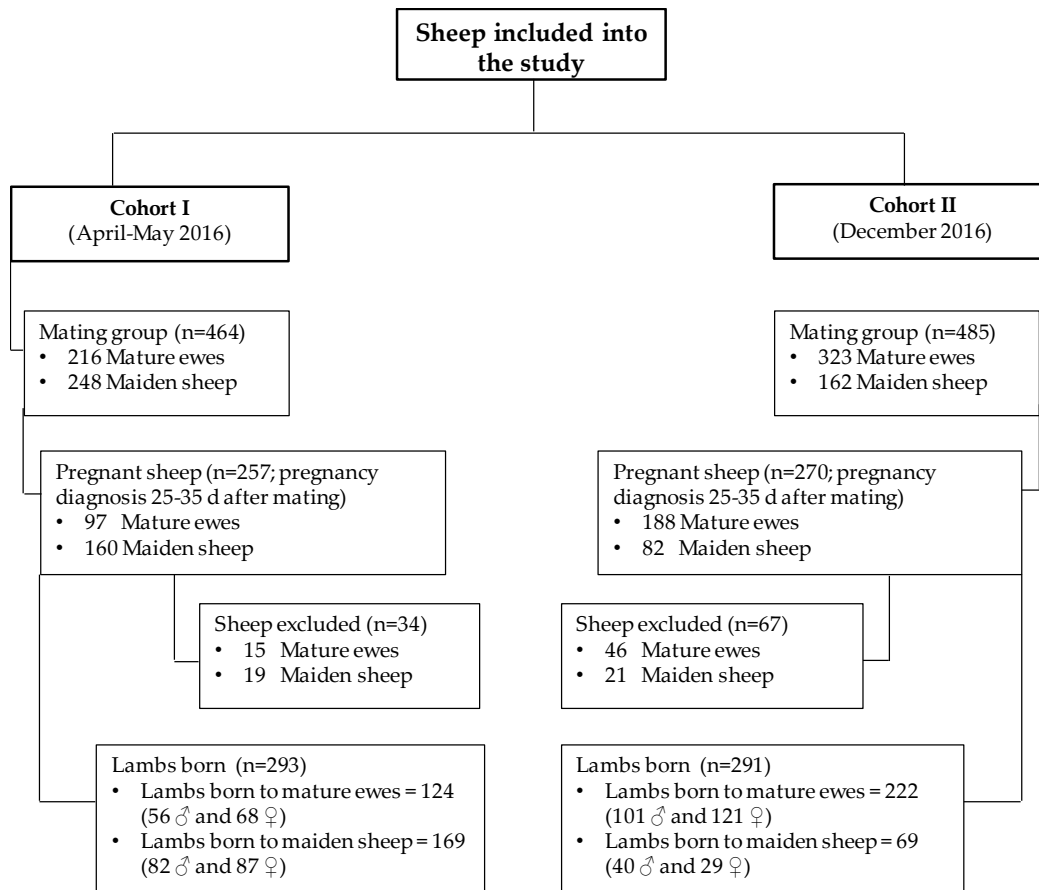 Sheep included into
the study
Cohort I
(April-May 2016)
Cohort II
(December 2016)
Mating group (n=464)
• 216 Mature ewes
• 248 Maiden sheep
Mating group (n=485)
• 323 Mature ewes
• 162 Maiden sheep
Pregnant sheep (n=257; pregnancy
diagnosis 25-35 d after mating)
• 97 Mature ewes
• 160 Maiden sheep
Pregnant sheep (n=270; pregnancy
diagnosis 25-35 d after mating)
• 188 Mature ewes
• 82 Maiden sheep
Sheep excluded (n=34)
• 15 Mature ewes
• 19 Maiden sheep
Sheep excluded (n=67)
• 46 Mature ewes
• 21 Maiden sheep
Lambs born (n=293)
• Lambs born to mature ewes = 124
(56 ♂ and 68 ♀)
• Lambs born to maiden sheep = 169
(82 ♂ and 87 ♀)
Lambs born (n=291)
• Lambs born to mature ewes = 222
(101 ♂ and 121 ♀)
• Lambs born to maiden sheep = 69
(40 ♂ and 29 ♀)